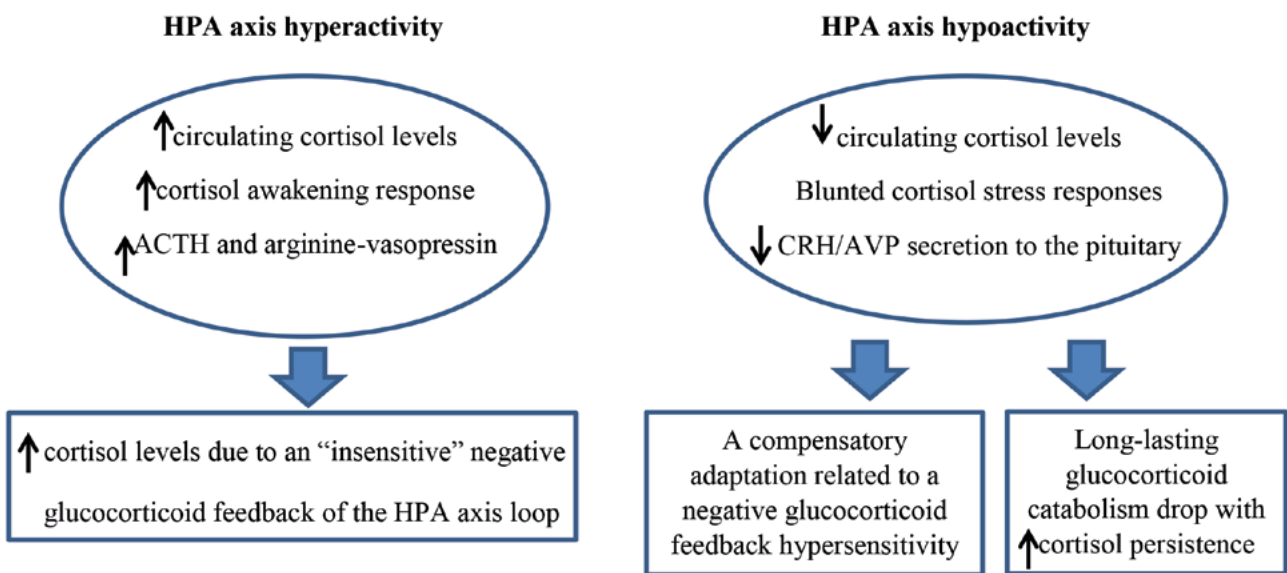 HPA axis hyperactivity
↑circulating cortisol levels
↑cortisol awakening response
↑ACTH and arginine-vasopressin
↑ cortisol levels due to an “insensitive” negative
glucocorticoid feedback of the HPA axis loop
HPA axis hypoactivity
↓ circulating cortisol levels
Blunted cortisol stress responses
↓ CRH/AVP secretion to the pituitary
A compensatory
adaptation related to a
negative glucocorticoid
feedback hypersensitivity
Long-lasting
glucocorticoid
catabolism drop with
↑cortisol persistence